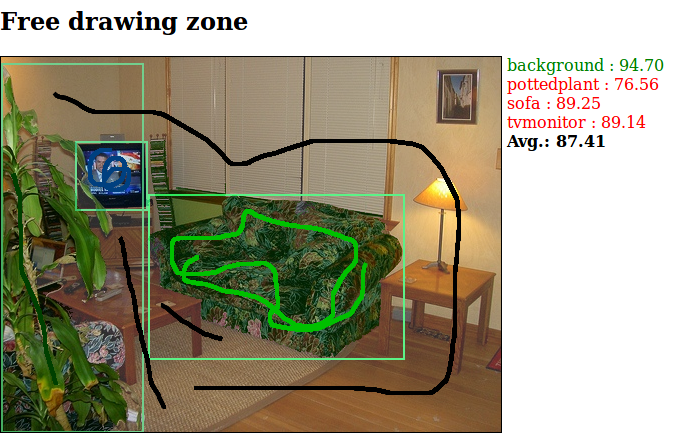 Free drawing zone
background : 94.70
pottedplant : 76.56
sofa : 89.25
tvmonitor : 89.14
Avg.: 87.41